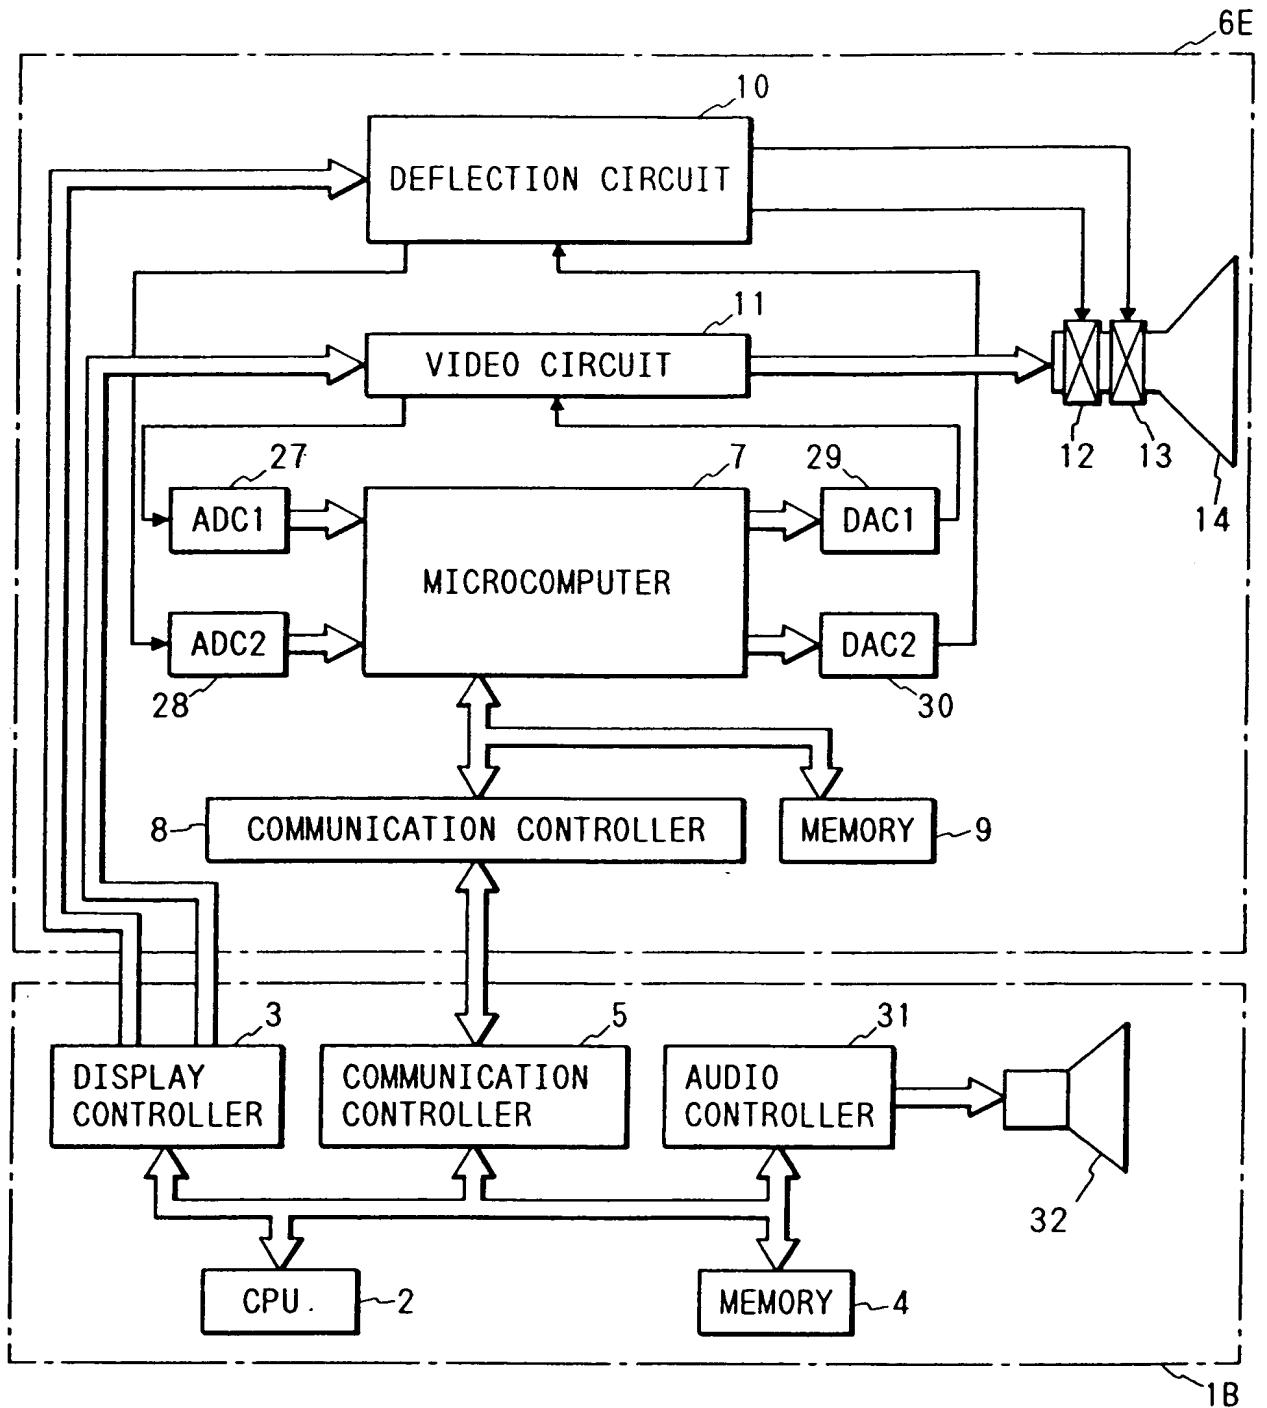 6E
10
DEFLECTION CIRCUIT
11
VIDEO CIRCUIT
12
13
14
27
7
29
ADC1
DAC1
MICROCOMPUTER
ADC2
DAC2
28
30
8
COMMUNICATION CONTROLLER
MEMORY
9
3
5
31
DISPLAY
CONTROLLER
COMMUNICATION
CONTROLLER
AUDIO
CONTROLLER
32
CPU.
2
MEMORY
4
1B